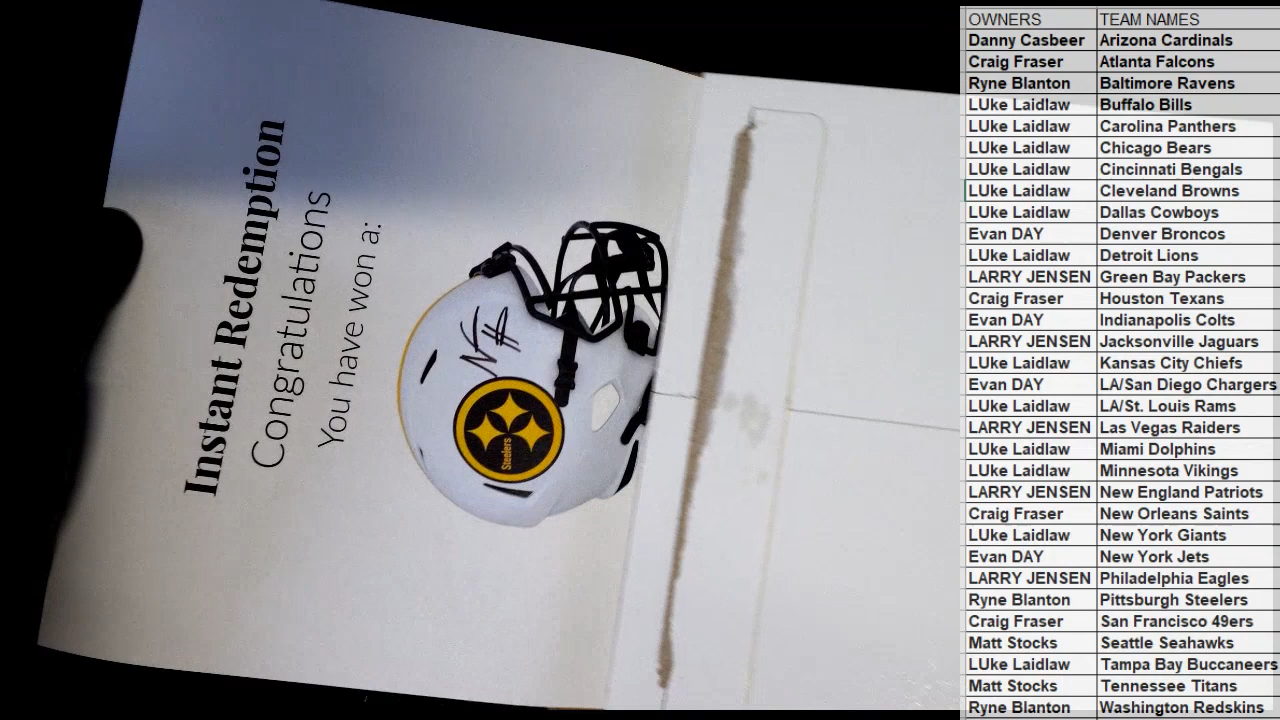 Instant Redemption
Congratulations
You have won a:
Steelers
OWNERS TEAM NAMES
Danny Casbeer Arizona Cardinals
Craig Fraser Atlanta Falcons
Ryne Blanton Baltimore Ravens
LUke Laidlaw Buffalo Bills
LUke Laidlaw Carolina Panthers
LUke Laidlaw Chicago Bears
LUke Laidlaw Cincinnati Bengals
LUke Laidlaw Cleveland Browns
LUke Laidlaw Dallas Cowboys
Evan DAY Denver Broncos
LUke Laidlaw Detroit Lions
LARRY JENSEN Green Bay Packers
Craig Fraser Houston Texans
Evan DAY Indianapolis Colts
LARRY JENSEN Jacksonville Jaguars
LUke Laidlaw Kansas City Chiefs
Evan DAY LA/San Diego Chargers
LUke Laidlaw LA/St. Louis Rams
LARRY JENSEN Las Vegas Raiders
LUke Laidlaw Miami Dolphins
LUke Laidlaw Minnesota Vikings
LARRY JENSEN New England Patriots
Craig Fraser New Orleans Saints
LUke Laidlaw New York Giants
Evan DAY New York Jets
LARRY JENSEN Philadelphia Eagles
Ryne Blanton Pittsburgh Steelers
Craig Fraser San Francisco 49ers
Matt Stocks Seattle Seahawks
LUke Laidlaw Tampa Bay Buccaneers
Matt Stocks Tennessee Titans
Ryne Blanton Washington Redskins